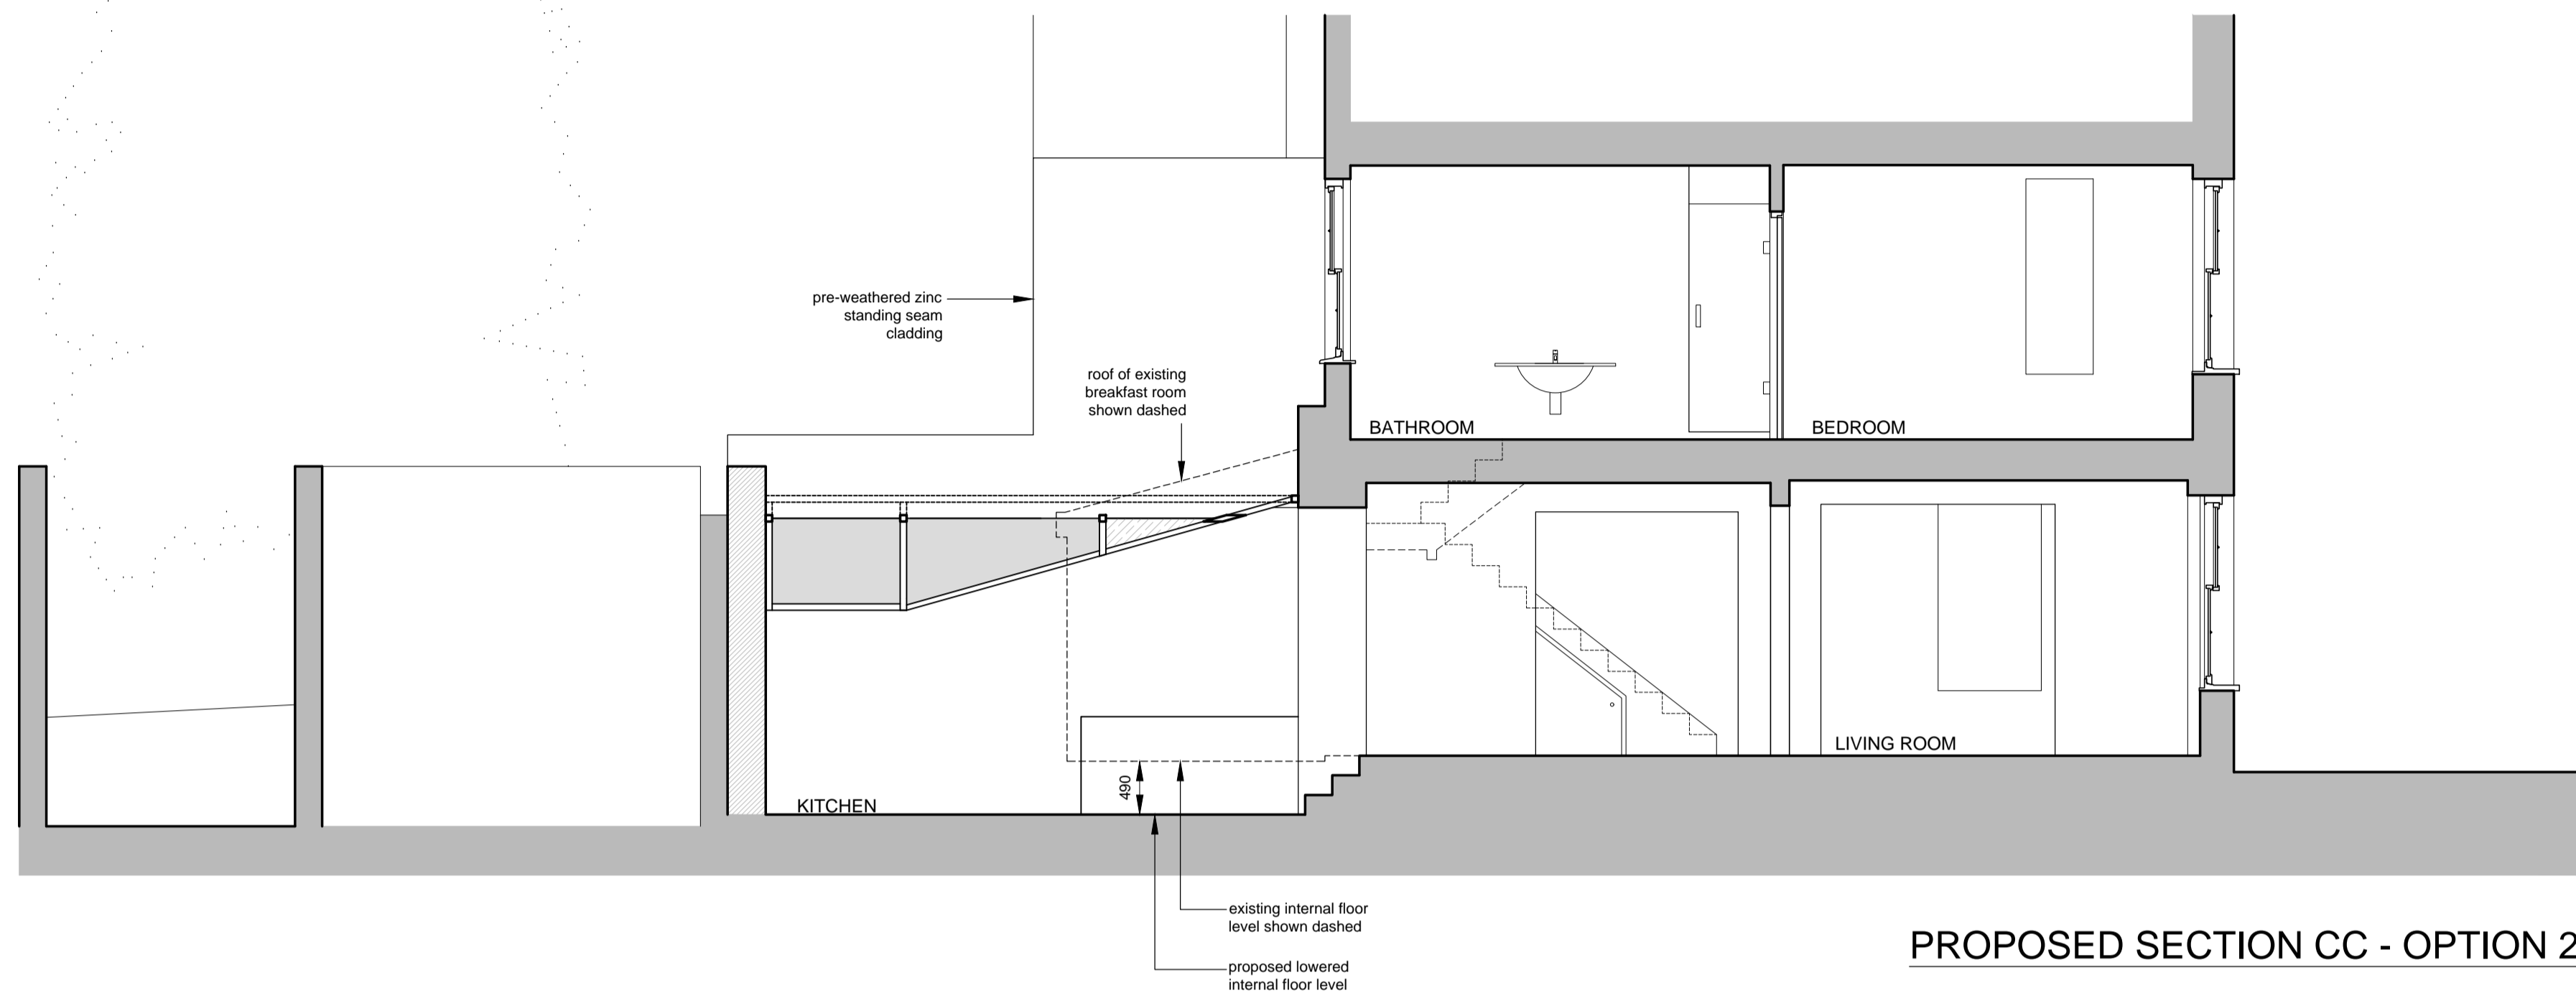 pre-weathered zinc
standing seam
cladding
roof of existing
breakfast room
shown dashed
BATHROOM
BEDROOM
LIVING ROOM
KITCHEN
490
existing internal floor
level shown dashed
proposed lowered
internal floor level
PROPOSED SECTION CC - OPTION 2